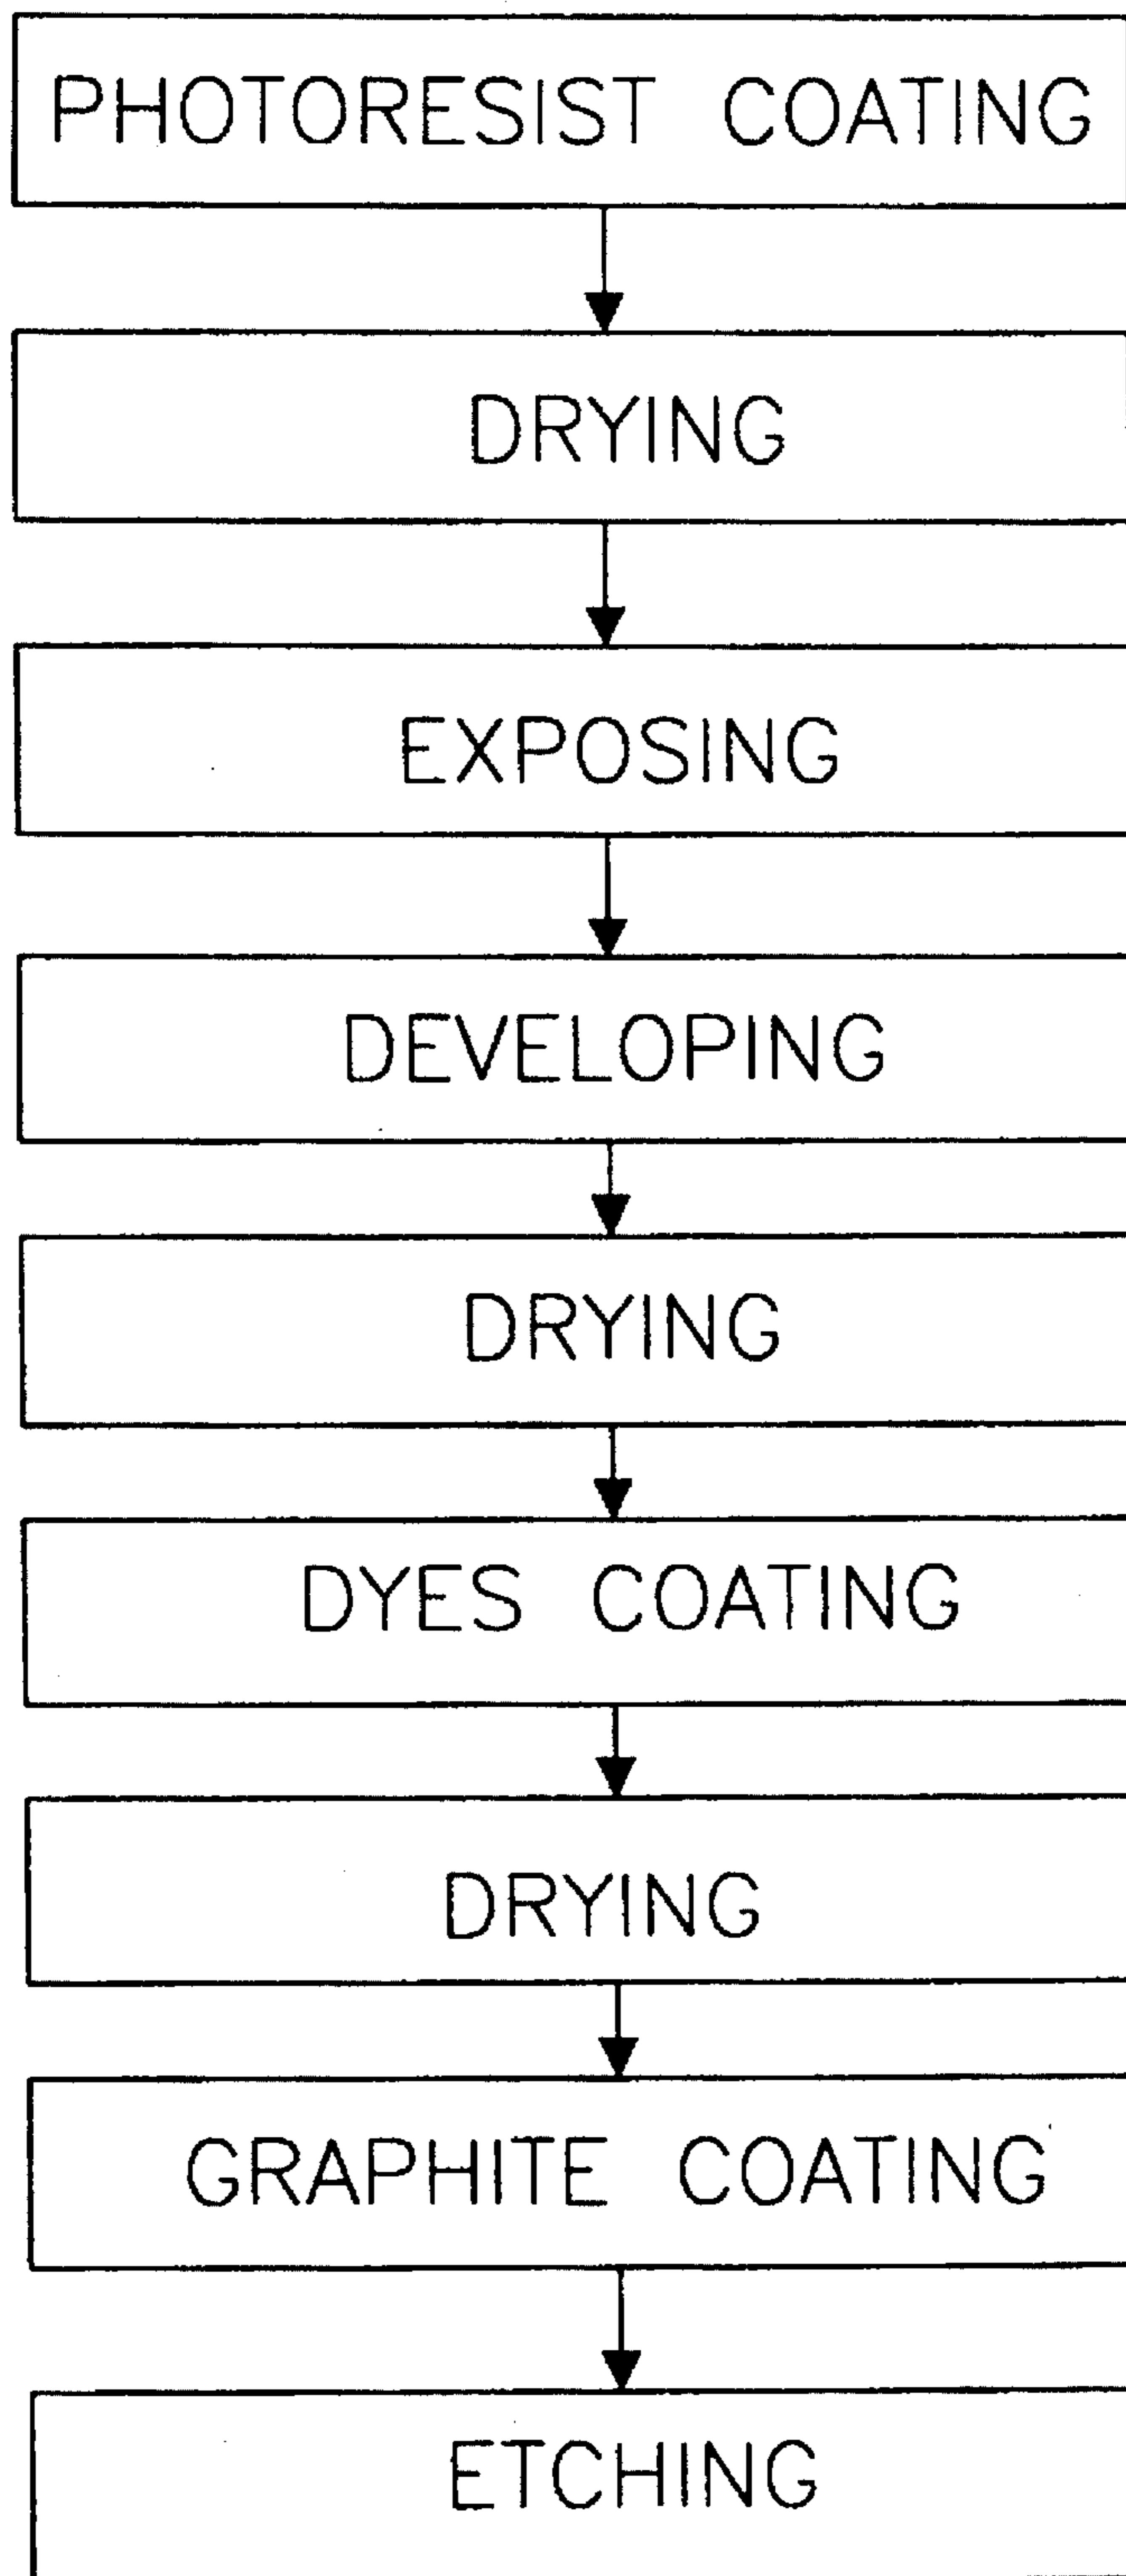 PHOTORESIST COATING
DRYING
EXPOSING
DEVELOPING
DRYING
DYES COATING
DRYING
GRAPHITE COATING
ETCHING